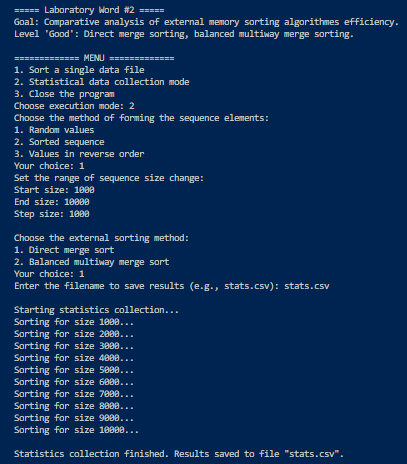 ===== Laboratory Word #2 =====
Goal: Comparative analysis of external memory sorting algorithmes efficiency.
Level 'Good': Direct merge sorting, balanced multiway merge sorting.
============= MENU =============
1. Sort a single data file
2. Statistical data collection mode
3. Close the program
Choose execution mode: 2
Choose the method of forming the sequence elements:
1. Random values
2. Sorted sequence
3. Values in reverse order
Your choice: 1
Set the range of sequence size change:
Start size: 1000
End size: 10000
Step size: 1000
Choose the external sorting method:
1. Direct merge sort
2. Balanced multiway merge sort
Your choice: 1
Enter the filename to save results (e.g., stats.csv): stats.csv
Starting statistics collection...
Sorting for size 1000...
Sorting for size 2000...
Sorting for size 3000...
Sorting for size 4000...
Sorting for size 5000...
Sorting for size 6000...
Sorting for size 7000...
Sorting for size 8000...
Sorting for size 9000...
Sorting for size 10000...
Statistics collection finished. Results saved to file "stats.csv".